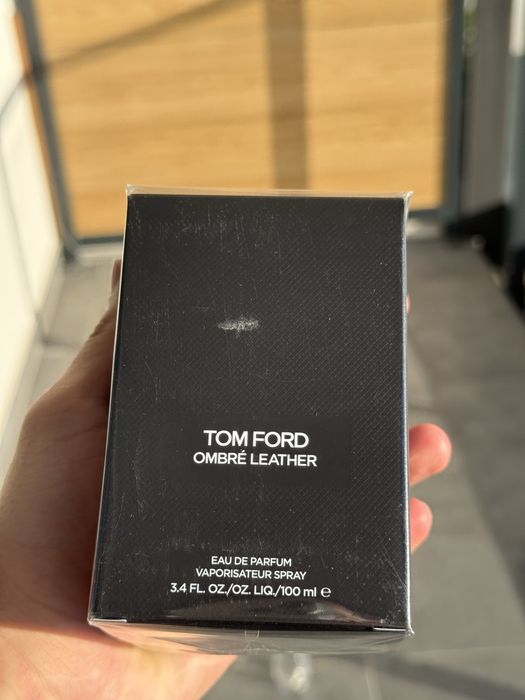 TOM FORD
OMBRÉ LEATHER
EAU DE PARFUM
VAPORISATEUR SPRAY
3.4 FL. OZ./OZ. LIQ./100 ml ℮